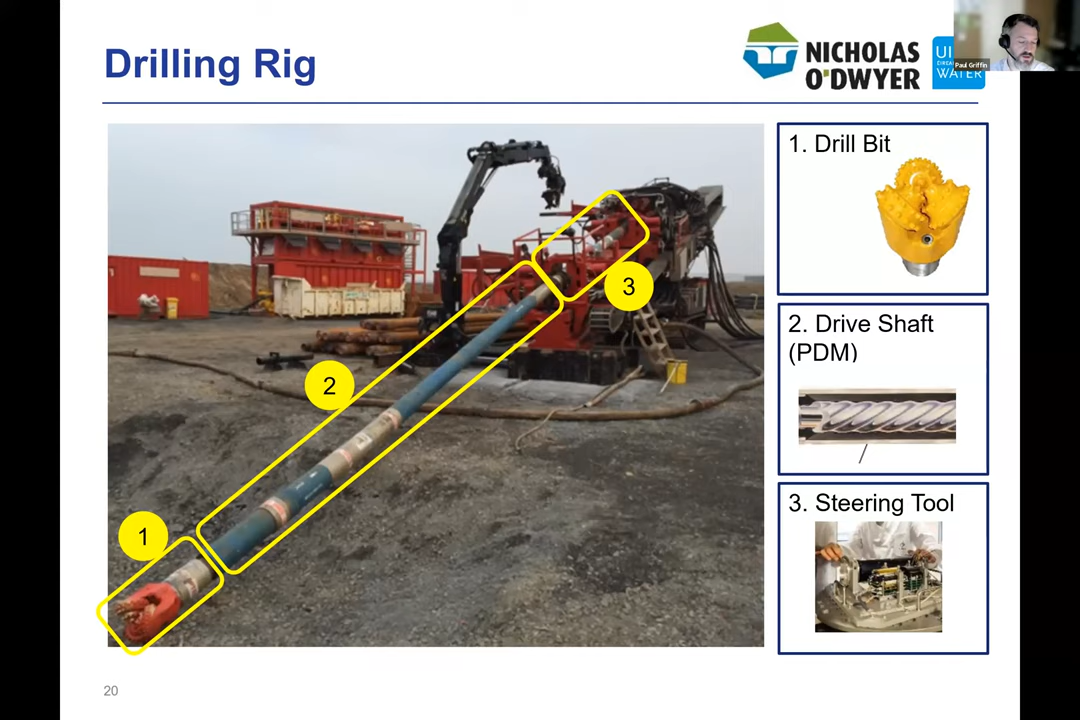 Drilling Rig
NICHOLAS
O'DWYER
UI
DIREA
WATER
Paul Griffin
1. Drill Bit
2. Drive Shaft
(PDM)
3. Steering Tool
3
2
1
20